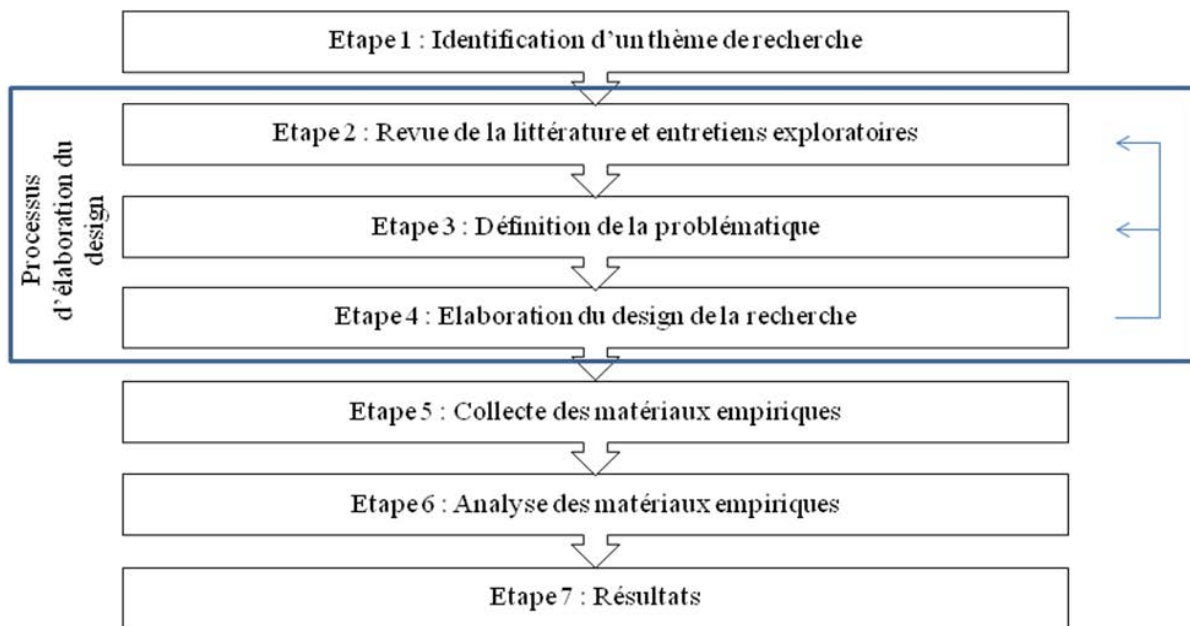 Etape 1 : Identification d’un thème de recherche
Processus
d’élaboration du
design
Etape 2 : Revue de la littérature et entretiens exploratoires
Etape 3 : Définition de la problématique
Etape 4 : Elaboration du design de la recherche
Etape 5 : Collecte des matériaux empiriques
Etape 6 : Analyse des matériaux empiriques
Etape 7 : Résultats